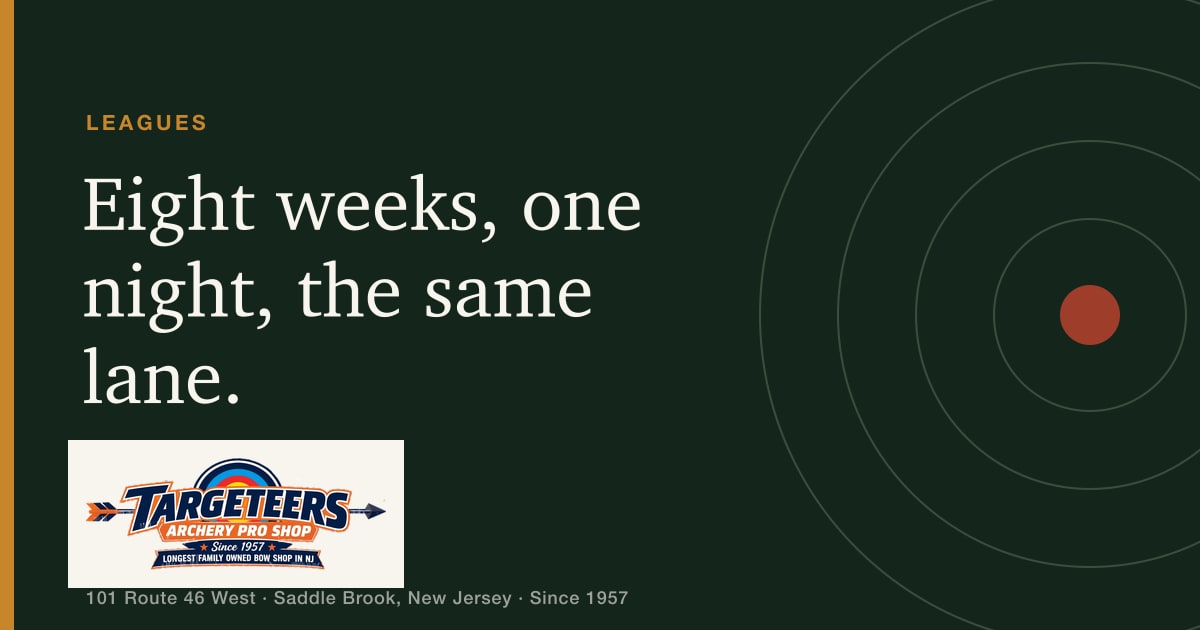 LEAGUES
Eight weeks, one
night, the same
lane.
TARGETEERS
ARCHERY PRO SHOP
Since 1957
LONGEST FAMILY OWNED BOW SHOP IN NJ
101 Route 46 West · Saddle Brook, New Jersey · Since 1957